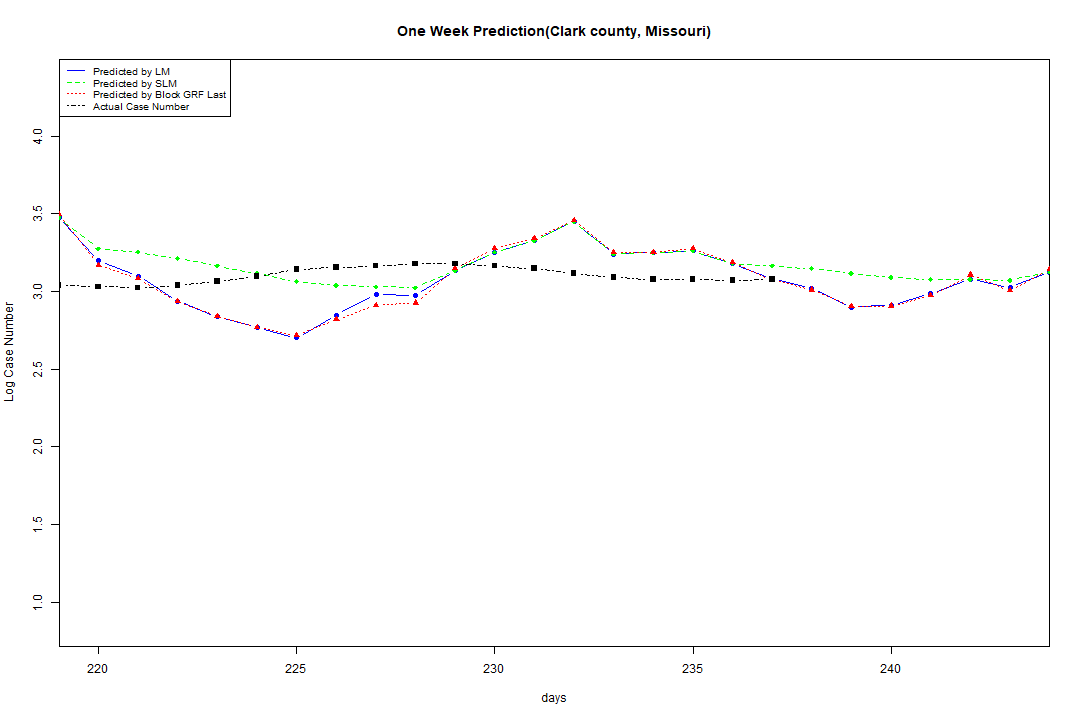 One Week Prediction(Clark county, Missouri)
Predicted by LM
Predicted by SLM
Predicted by Block GRF Last
Actual Case Number
Log Case Number
4.0
3.5
3.0
2.5
2.0
1.5
1.0
220 225 230 235 240
days